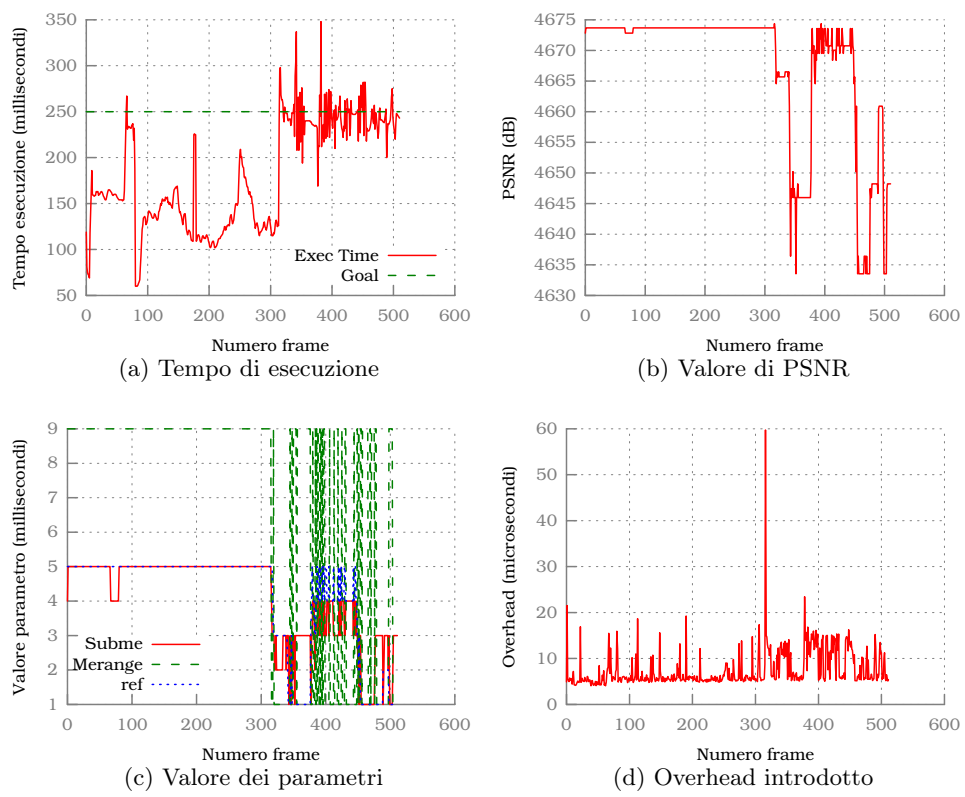 350
300
250
200
150
100
50
Tempo esecuzione (millisecondi)
Exec Time
Goal
0 100 200 300 400 500 600
Numero frame
(a) Tempo di esecuzione
4675
4670
4665
4660
4655
4650
4645
4640
4635
4630
PSNR (dB)
0 100 200 300 400 500 600
Numero frame
(b) Valore di PSNR
9
8
7
6
5
4
3
2
1
Valore parametro (millisecondi)
Subme
Merange
ref
0 100 200 300 400 500 600
Numero frame
(c) Valore dei parametri
60
50
40
30
20
10
0
Overhead (microsecondi)
0 100 200 300 400 500 600
Numero frame
(d) Overhead introdotto